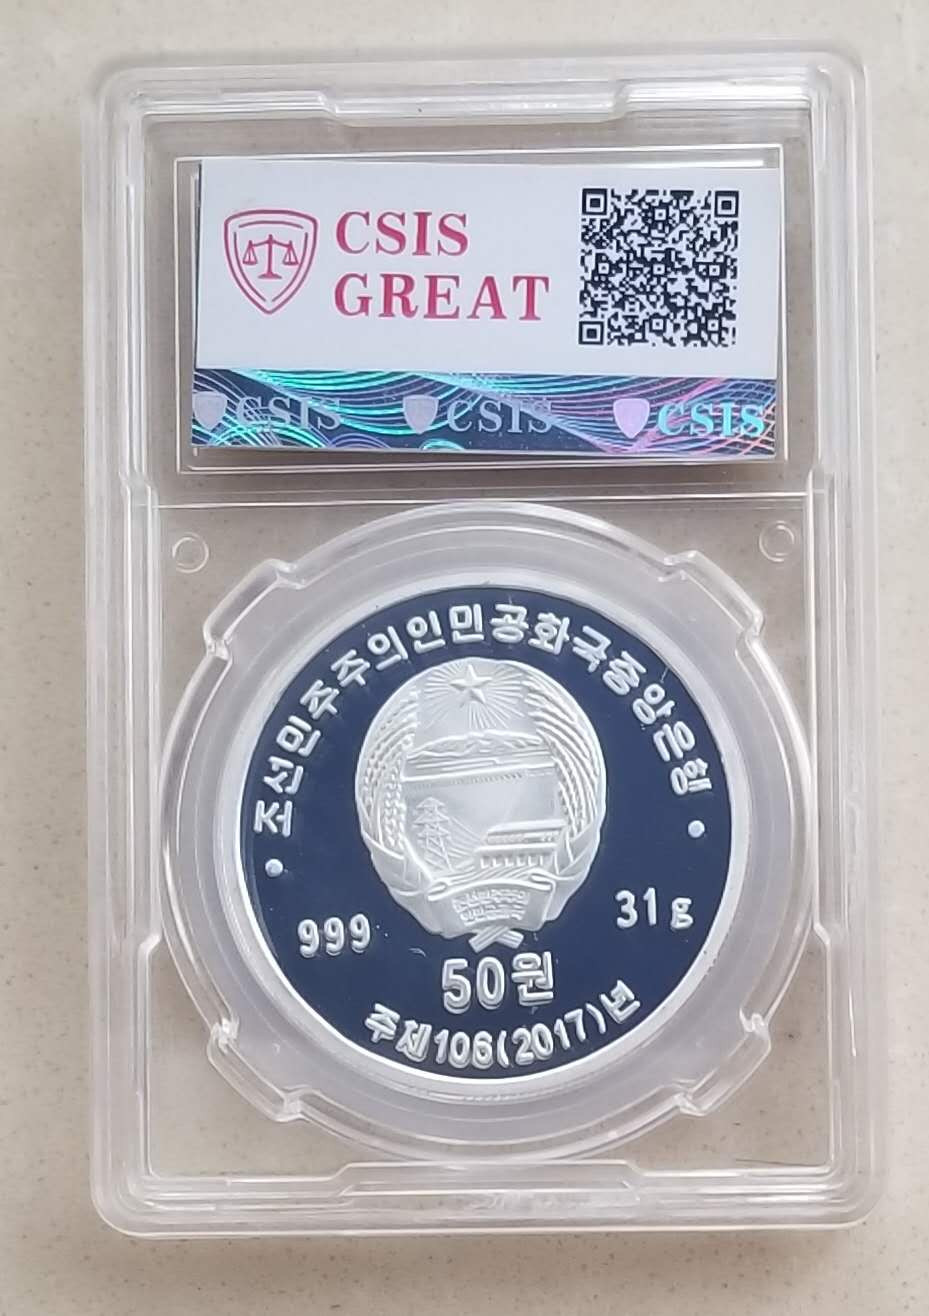 CSIS
GREAT
CSIS CSIS CSIS
조선민주주의인민공화국중앙은행
999
31g
50원
주체106(2017)년